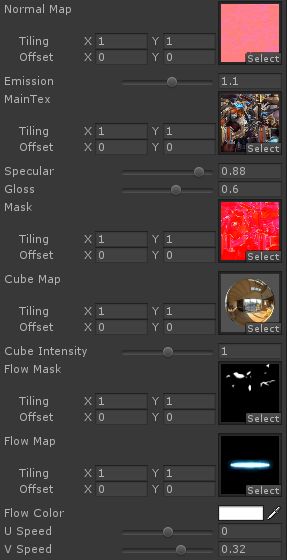 Normal Map
Tiling X 1 Y 1
Offset X 0 Y 0
Select
Emission 1.1
MainTex
Tiling X 1 Y 1
Offset X 0 Y 0
Select
Specular 0.88
Gloss 0.6
Mask
Tiling X 1 Y 1
Offset X 0 Y 0
Select
Cube Map
Tiling X 1 Y 1
Offset X 0 Y 0
Select
Cube Intensity 1
Flow Mask
Tiling X 1 Y 1
Offset X 0 Y 0
Select
Flow Map
Tiling X 1 Y 1
Offset X 0 Y 0
Select
Flow Color
U Speed 0
V Speed 0.32